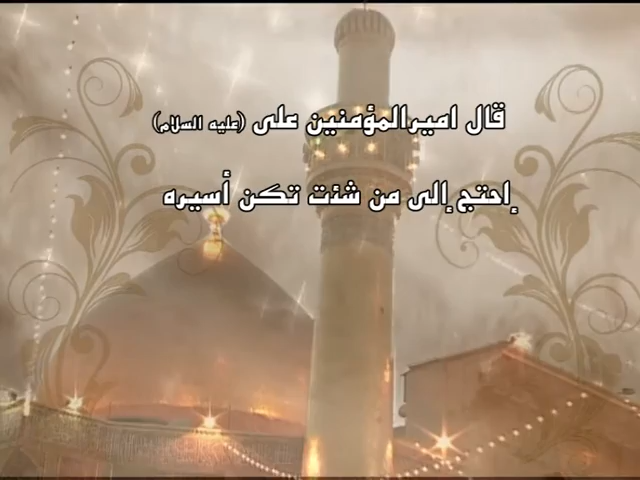 قال اميرالمؤمنين على (عليه السلام)
إحتج إلى من شئت تكن أسيره